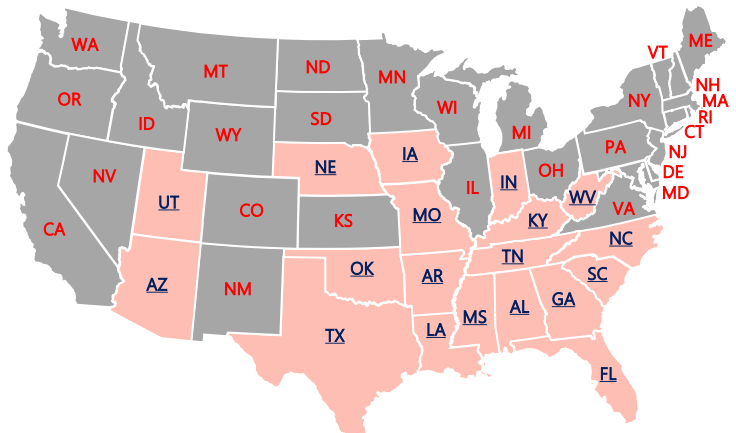 WA
MT
ND
MN
VT
ME
OR
ID
WY
SD
WI
MI
NY
NH
MA
RI
CT
NV
UT
NE
IA
IL
IN
OH
PA
NJ
DE
MD
CA
CO
KS
MO
KY
WV
VA
AZ
NM
OK
AR
TN
NC
SC
TX
LA
MS
AL
GA
FL